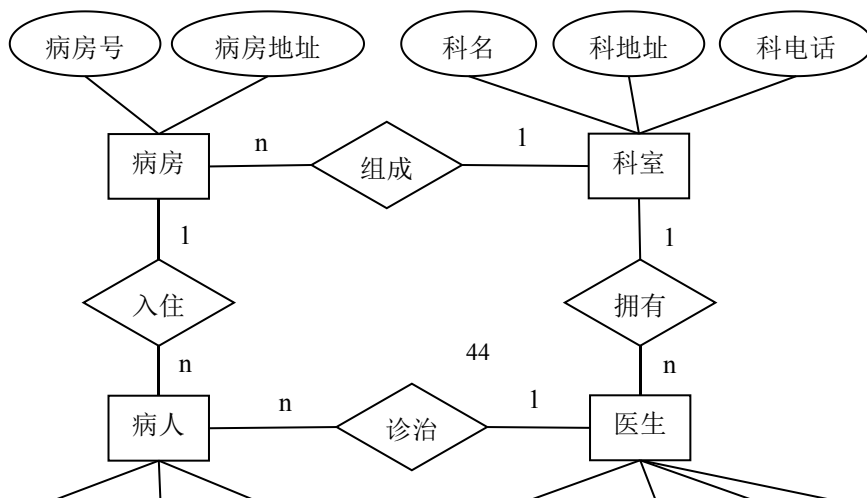 病房号 病房地址 科名 科地址 科电话
病房 n 组成 1 科室
1 1
入住 拥有
44
n n
病人 n 诊治 1 医生